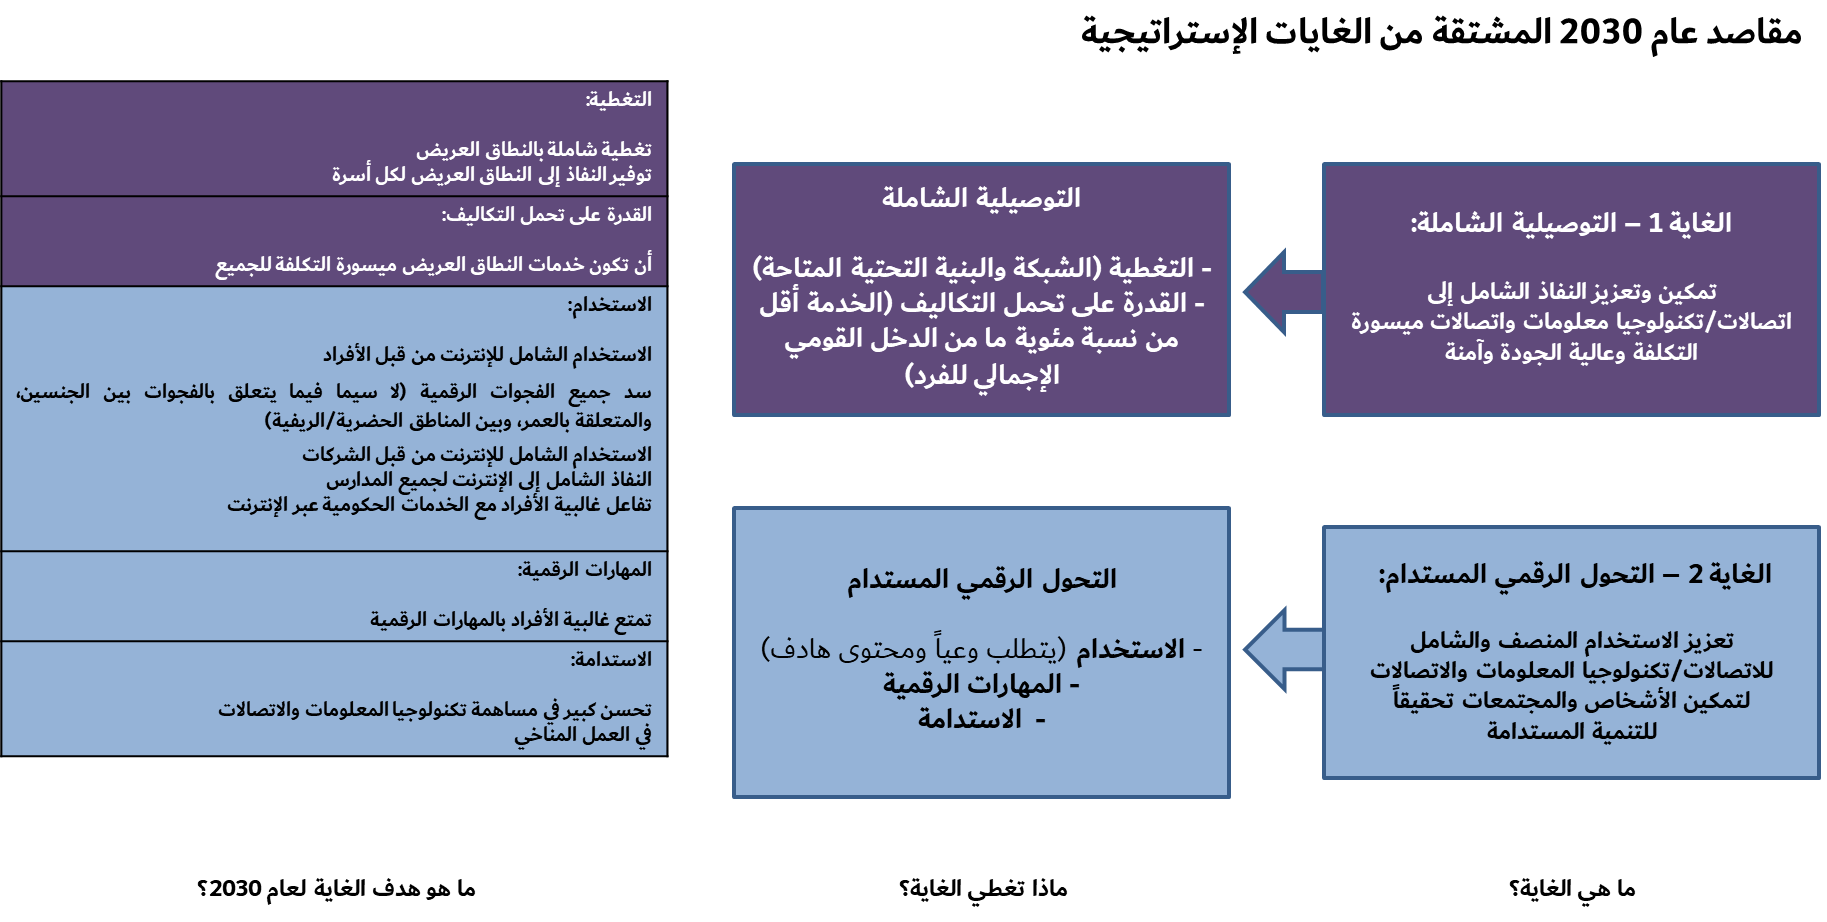 مقاصد عام 2030 المشتقة من الغايات الإستراتيجية
الغاية 1 – التوصيلية الشاملة:
تمكين وتعزيز النفاذ الشامل إلى
اتصالات/تكنولوجيا معلومات واتصالات ميسورة
التكلفة وعالية الجودة وآمنة
التوصيلية الشاملة
- التغطية (الشبكة والبنية التحتية المتاحة)
- القدرة على تحمل التكاليف (الخدمة أقل
من نسبة مئوية ما من الدخل القومي
الإجمالي للفرد)
التغطية:
تغطية شاملة بالنطاق العريض
توفير النفاذ إلى النطاق العريض لكل أسرة
القدرة على تحمل التكاليف:
أن تكون خدمات النطاق العريض ميسورة التكلفة للجميع
الغاية 2 – التحول الرقمي المستدام:
تعزيز الاستخدام المنصف والشامل
للاتصالات/تكنولوجيا المعلومات والاتصالات
لتمكين الأشخاص والمجتمعات تحقيقاً
للتنمية المستدامة
التحول الرقمي المستدام
- الاستخدام (يتطلب وعياً ومحتوى هادف)
- المهارات الرقمية
- الاستدامة
الاستخدام:
الاستخدام الشامل للإنترنت من قبل الأفراد
سد جميع الفجوات الرقمية (لا سيما فيما يتعلق بالفجوات بين الجنسين،
والمتعلقة بالعمر، وبين المناطق الحضرية/الريفية)
الاستخدام الشامل للإنترنت من قبل الشركات
النفاذ الشامل إلى الإنترنت لجميع المدارس
تفاعل غالبية الأفراد مع الخدمات الحكومية عبر الإنترنت
المهارات الرقمية:
تمتع غالبية الأفراد بالمهارات الرقمية
الاستدامة:
تحسن كبير في مساهمة تكنولوجيا المعلومات والاتصالات
في العمل المناخي
ما هي الغاية؟
ماذا تغطي الغاية؟
ما هو هدف الغاية لعام 2030؟